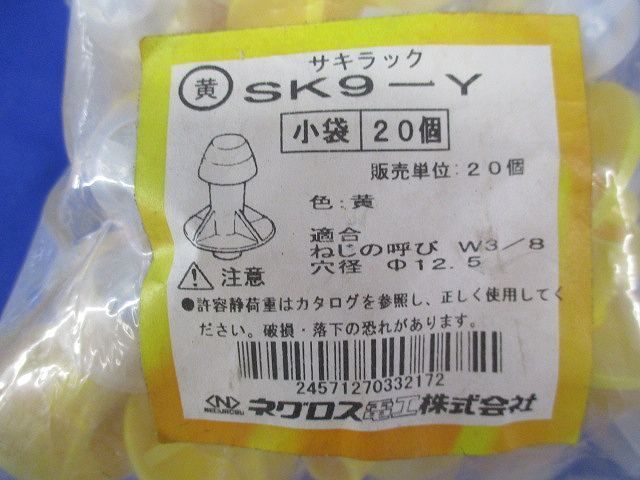 サキラック
黄 SK9-Y
小袋 20個
販売単位:20個
色:黄
適合
ねじの呼び W3/8
穴径 Φ12.5
注意
●許容静荷重はカタログを参照し、正しく使用してく
ださい。破損・落下の恐れがあります。
24571270332172
N NEGUROSU ネグロス電工株式会社